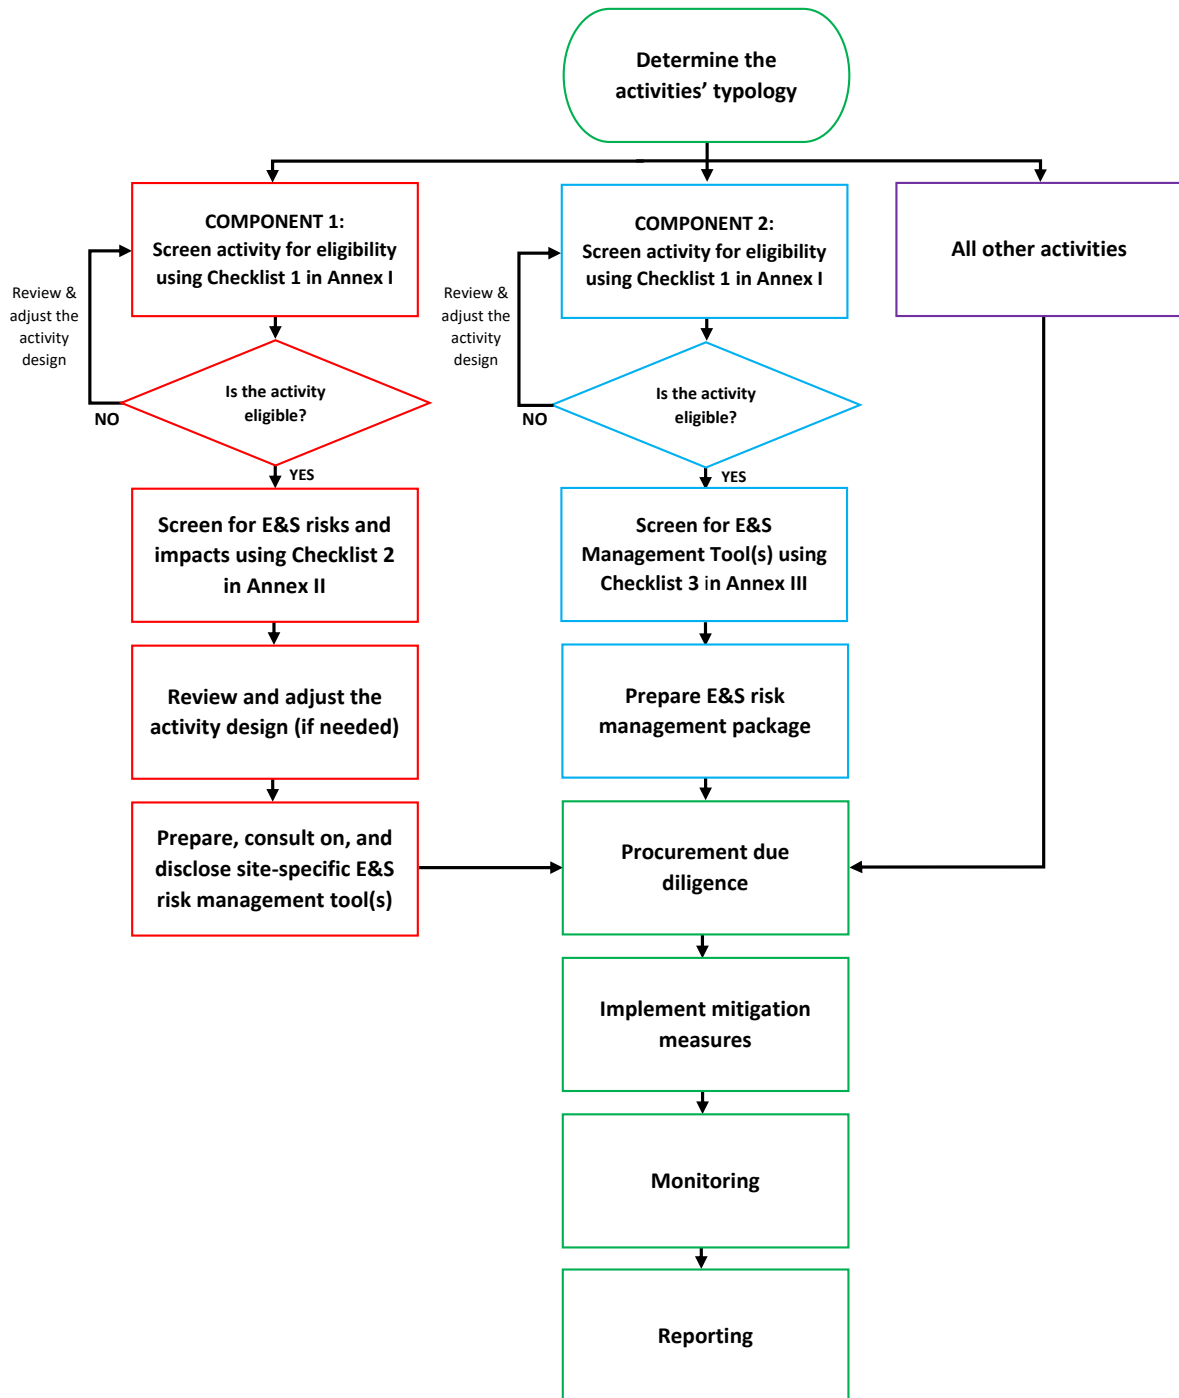 Determine the
activities’ typology
COMPONENT 1:
Screen activity for eligibility
using Checklist 1 in Annex I
COMPONENT 2:
Screen activity for eligibility
using Checklist 1 in Annex I
All other activities
Review &
adjust the
activity
design
Review &
adjust the
activity
design
Is the activity
eligible?
NO
YES
Is the activity
eligible?
NO
YES
Screen for E&S risks and
impacts using Checklist 2
in Annex II
Screen for E&S
Management Tool(s) using
Checklist 3 in Annex III
Review and adjust the
activity design (if needed)
Prepare E&S risk
management package
Prepare, consult on, and
disclose site-specific E&S
risk management tool(s)
Procurement due
diligence
Implement mitigation
measures
Monitoring
Reporting